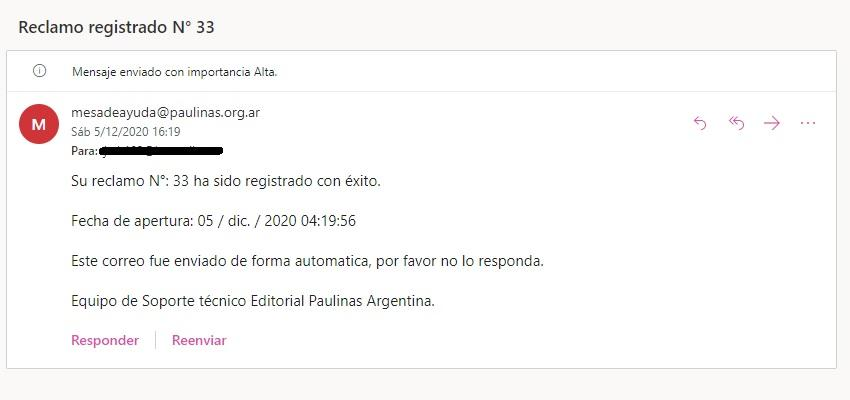 Reclamo registrado N° 33
Mensaje enviado con importancia Alta.
M
mesadeayuda@paulinas.org.ar
Sáb 5/12/2020 16:19
Para:
Su reclamo N°: 33 ha sido registrado con éxito.
Fecha de apertura: 05 / dic. / 2020 04:19:56
Este correo fue enviado de forma automatica, por favor no lo responda.
Equipo de Soporte técnico Editorial Paulinas Argentina.
Responder
Reenviar